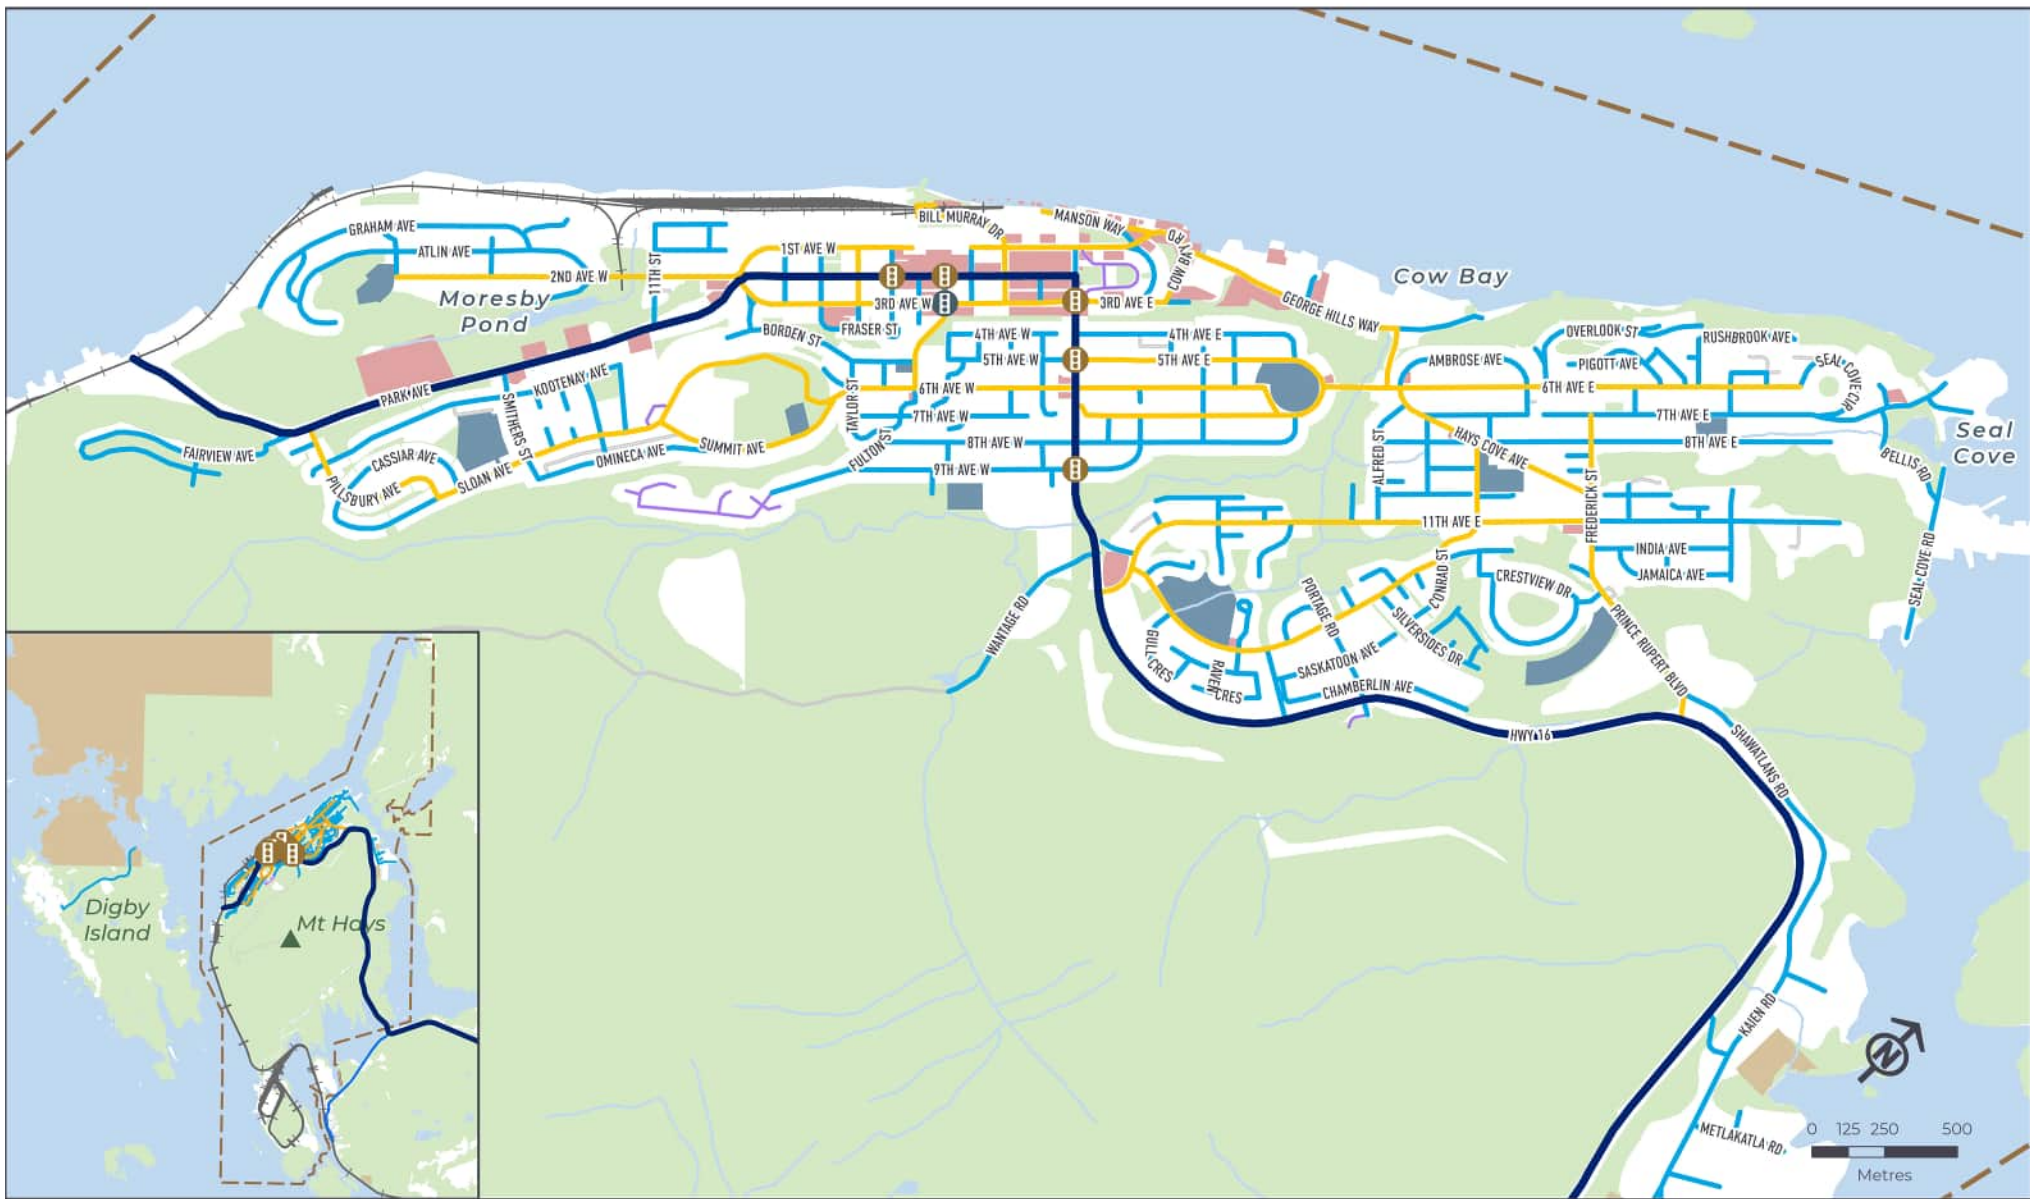 BILL MURRAY DR
MANSON WAY
COW BAY RD
GRAHAM AVE
ATLIN AVE
2ND AVE W
11TH ST
1ST AVE W
3RD AVE W
3RD AVE E
Cow Bay
GEORGE HILLS WAY
Moresby
Pond
BORDEN ST
FRASER ST
4TH AVE W
4TH AVE E
5TH AVE W
5TH AVE E
OVERLOOK ST
RUSHBROOK AVE
AMBROSE AVE
PIGOTT AVE
SEAL COVE CIR
PARK AVE
KOOTENAY AVE
SMITHERS ST
TAYLOR ST
6TH AVE W
6TH AVE E
7TH AVE W
7TH AVE E
8TH AVE W
8TH AVE E
FAIRVIEW AVE
CASSIAR AVE
SUMMIT AVE
OMINECA AVE
FULTON ST
9TH AVE W
ALFRED ST
HAYS COVE AVE
Seal
Cove
BELLIS RD
PILLSBURY AVE
SLOAN AVE
FREDERICK ST
11TH AVE E
INDIA AVE
JAMAICA AVE
SEAL COVE RD
WANTAGE RD
PORTAGE RD
CONRAD ST
CRESTVIEW DR
SILVERSIDES DR
PRINCE RUPERT BLVD
GULL CRES
RAVEN CRES
SASKATOON AVE
CHAMBERLIN AVE
HWY 16
SHAWATLANS RD
Digby
Island
Mt Hays
KAIEN RD
METLAKATLA RD
N
0 125 250 500
Metres